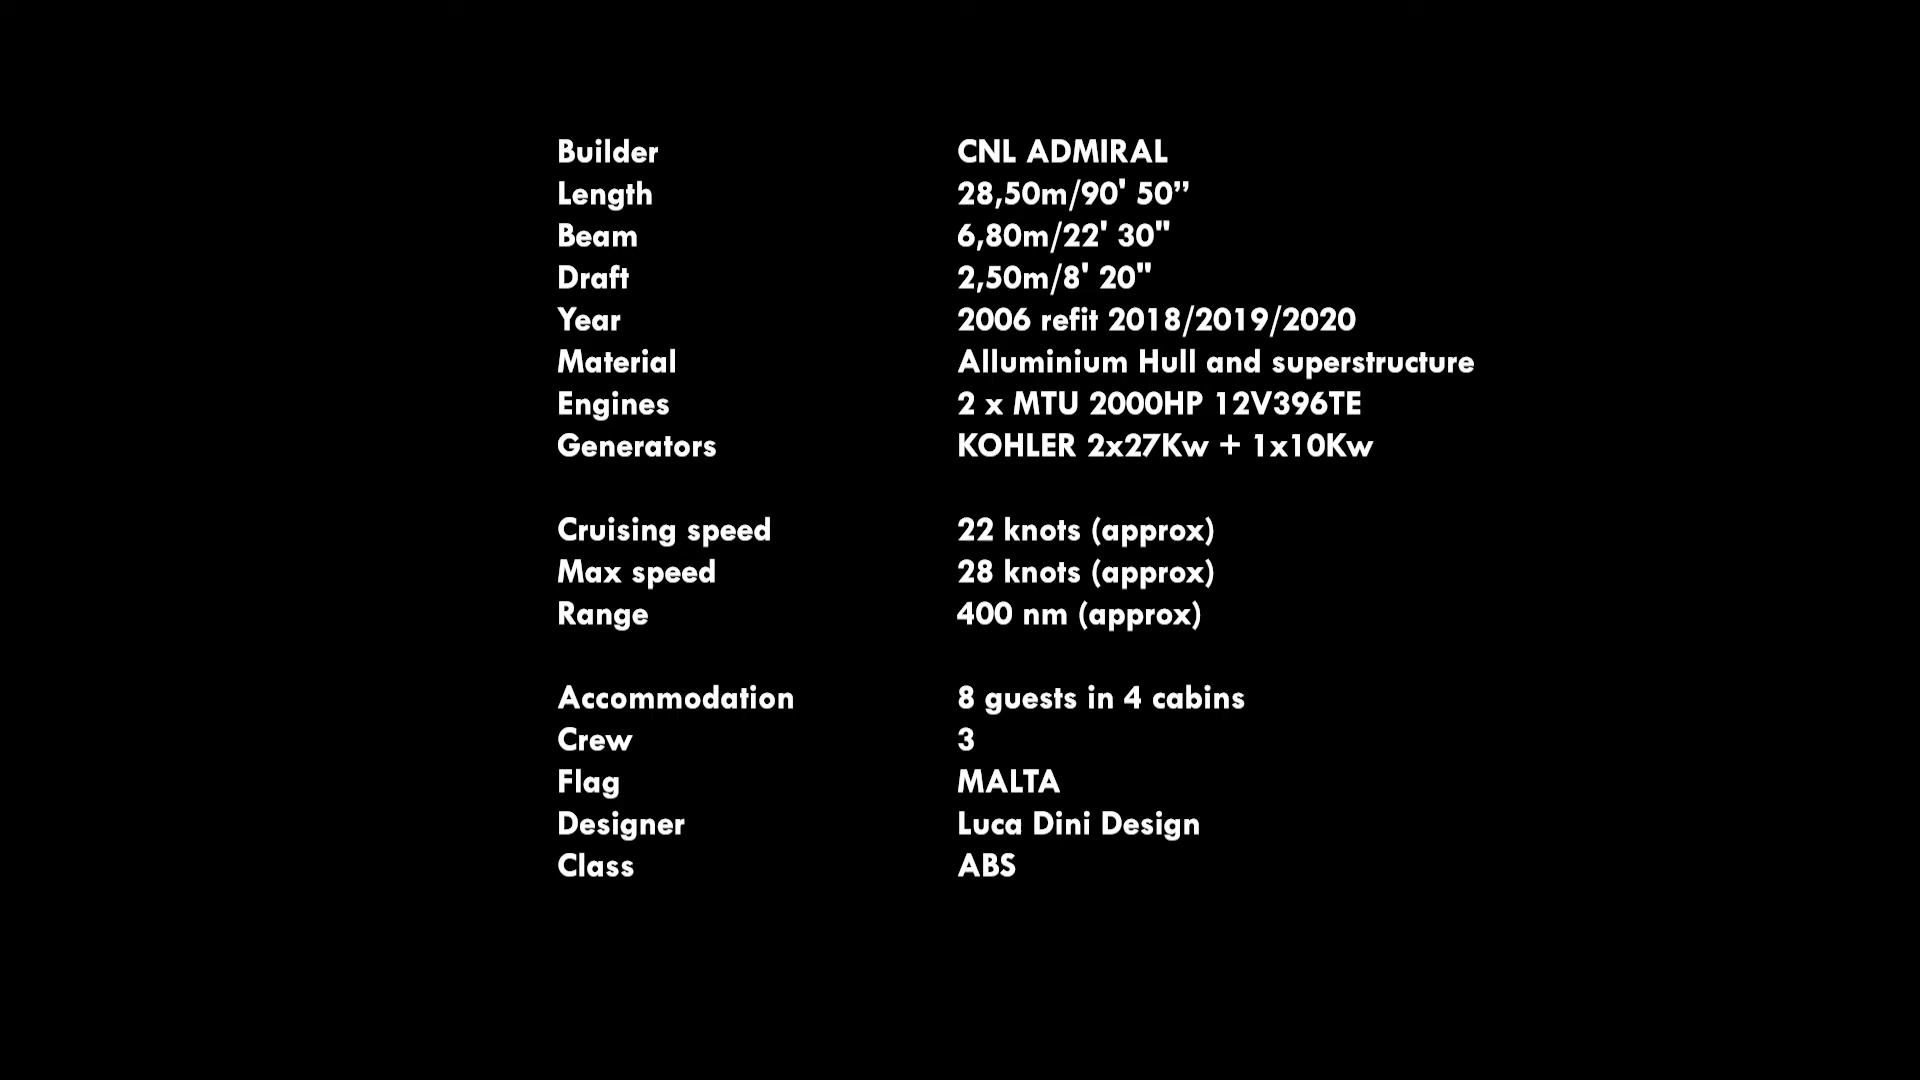 Builder CNL ADMIRAL
Length 28,50m/90' 50”
Beam 6,80m/22' 30"
Draft 2,50m/8' 20"
Year 2006 refit 2018/2019/2020
Material Alluminium Hull and superstructure
Engines 2 x MTU 2000HP 12V396TE
Generators KOHLER 2x27Kw + 1x10Kw
Cruising speed 22 knots (approx)
Max speed 28 knots (approx)
Range 400 nm (approx)
Accommodation 8 guests in 4 cabins
Crew 3
Flag MALTA
Designer Luca Dini Design
Class ABS